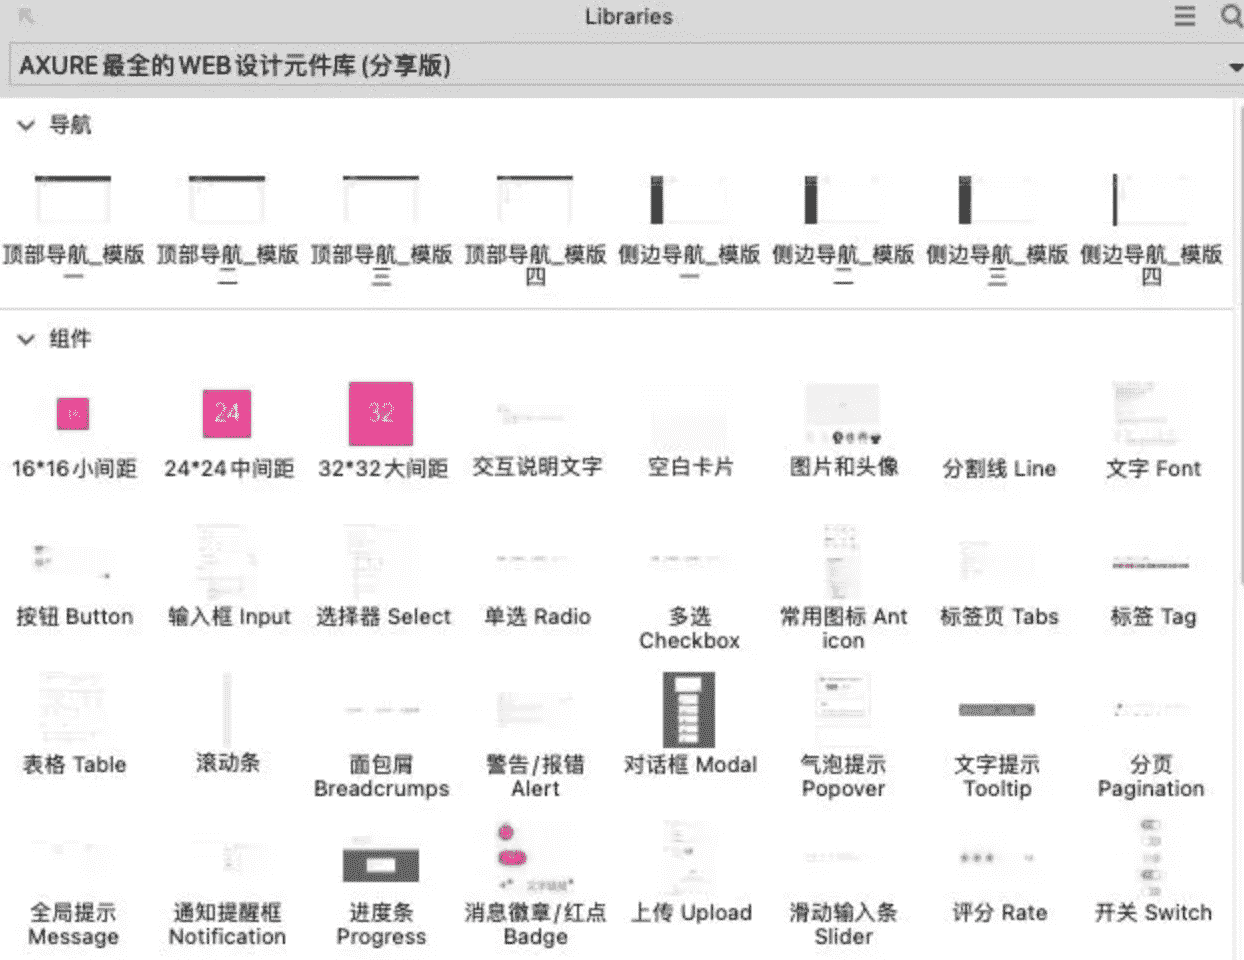 Libraries
AXURE最全的WEB设计元件库 (分享版)
导航
顶部导航_模版一
顶部导航_模版二
顶部导航_模版三
顶部导航_模版四
侧边导航_模版一
侧边导航_模版二
侧边导航_模版三
侧边导航_模版四
组件
24
32
16*16小间距
24*24中间距
32*32大间距
交互说明文字
空白卡片
图片和头像
分割线 Line
文字 Font
按钮 Button
输入框 Input
选择器 Select
单选 Radio
多选
Checkbox
常用图标 Ant
icon
标签页 Tabs
标签 Tag
表格 Table
滚动条
面包屑
Breadcrumps
警告/报错
Alert
对话框 Modal
气泡提示
Popover
文字提示
Tooltip
分页
Pagination
全局提示
Message
通知提醒框
Notification
进度条
Progress
消息徽章/红点
Badge
上传 Upload
滑动输入条
Slider
评分 Rate
开关 Switch